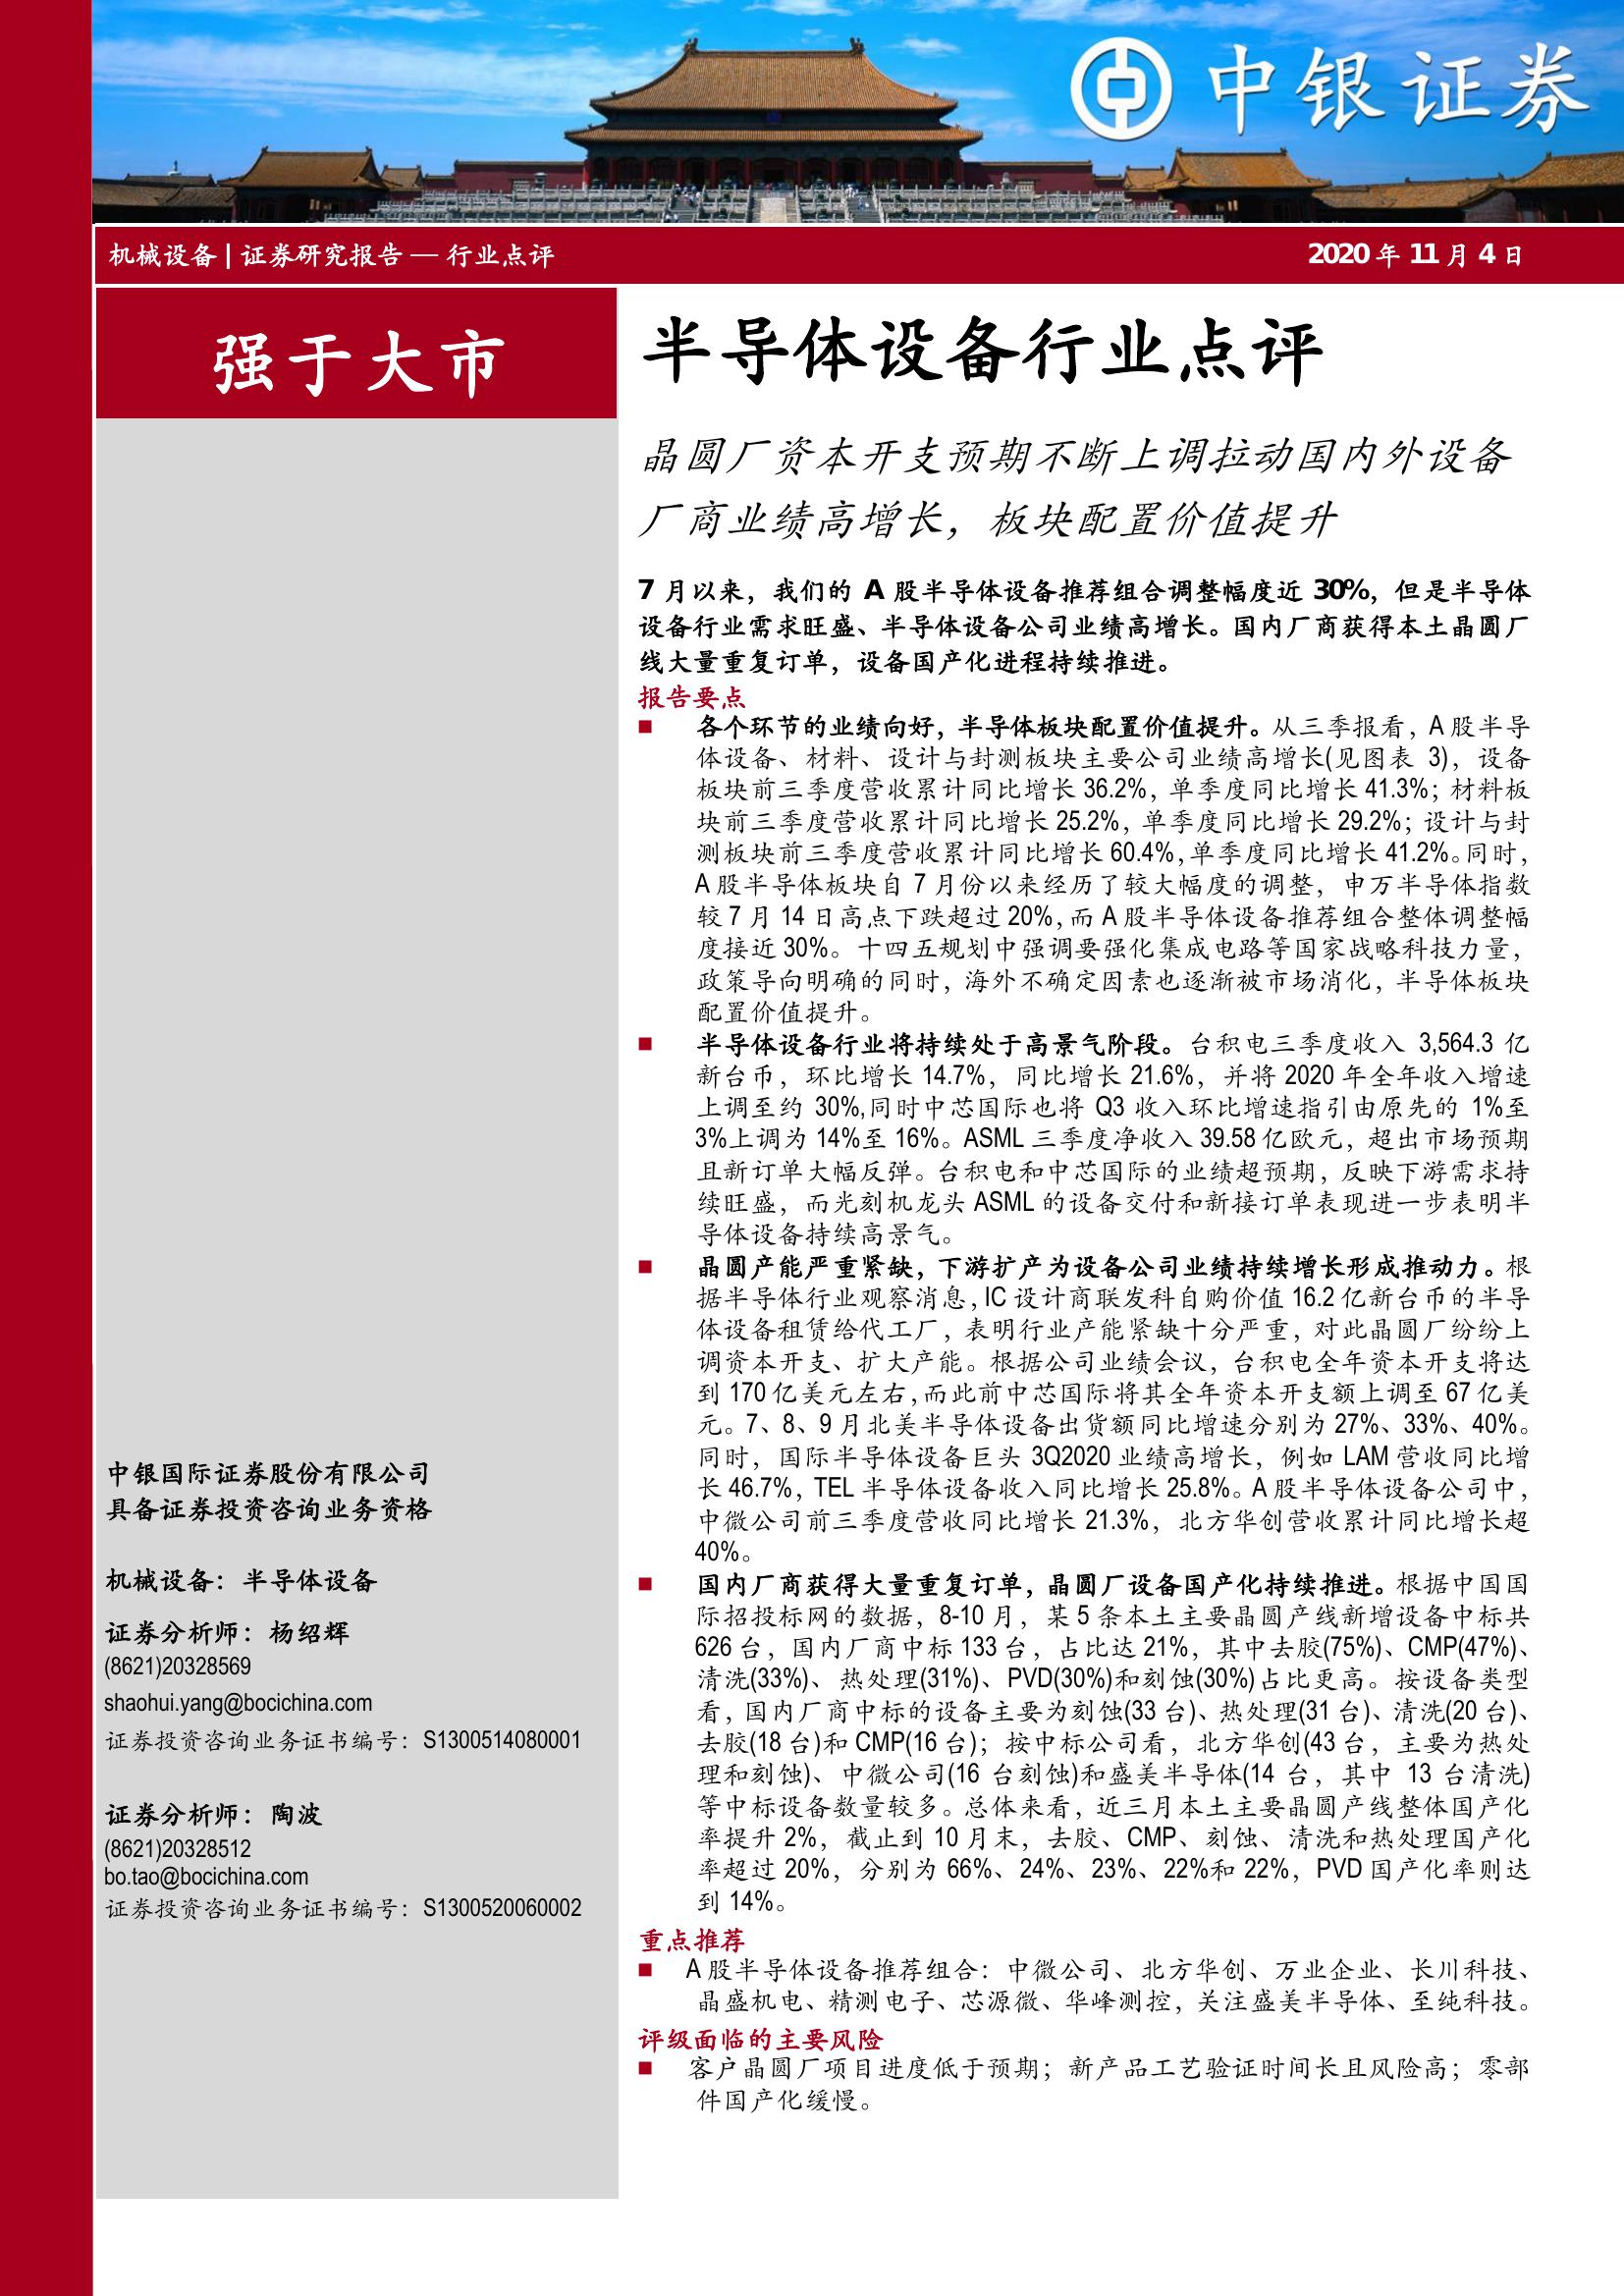 中银证券
机械设备 | 证券研究报告 — 行业点评
2020 年 11 月 4 日
强于大市
半导体设备行业点评
晶圆厂资本开支预期不断上调拉动国内外设备
厂商业绩高增长，板块配置价值提升
7 月以来，我们的 A 股半导体设备推荐组合调整幅度近 30%，但是半导体
设备行业需求旺盛、半导体设备公司业绩高增长。国内厂商获得本土晶圆厂
线大量重复订单，设备国产化进程持续推进。
报告要点
■ 各个环节的业绩向好，半导体板块配置价值提升。从三季报看，A 股半导
体设备、材料、设计与封测板块主要公司业绩高增长(见图表 3)，设备
板块前三季度营收累计同比增长 36.2%，单季度同比增长 41.3%；材料板
块前三季度营收累计同比增长 25.2%，单季度同比增长 29.2%；设计与封
测板块前三季度营收累计同比增长 60.4%，单季度同比增长 41.2%。同时，
A 股半导体板块自 7 月份以来经历了较大幅度的调整，申万半导体指数
较 7 月 14 日高点下跌超过 20%，而 A 股半导体设备推荐组合整体调整幅
度接近 30%。十四五规划中强调要强化集成电路等国家战略科技力量，
政策导向明确的同时，海外不确定因素也逐渐被市场消化，半导体板块
配置价值提升。
■ 半导体设备行业将持续处于高景气阶段。台积电三季度收入 3,564.3 亿
新台币，环比增长 14.7%，同比增长 21.6%，并将 2020 年全年收入增速
上调至约 30%,同时中芯国际也将 Q3 收入环比增速指引由原先的 1%至
3%上调为 14%至 16%。ASML 三季度净收入 39.58 亿欧元，超出市场预期
且新订单大幅反弹。台积电和中芯国际的业绩超预期，反映下游需求持
续旺盛，而光刻机龙头 ASML 的设备交付和新接订单表现进一步表明半
导体设备持续高景气。
■ 晶圆产能严重紧缺，下游扩产为设备公司业绩持续增长形成推动力。根
据半导体行业观察消息，IC 设计商联发科自购价值 16.2 亿新台币的半导
体设备租赁给代工厂，表明行业产能紧缺十分严重，对此晶圆厂纷纷上
调资本开支、扩大产能。根据公司业绩会议，台积电全年资本开支将达
到 170 亿美元左右，而此前中芯国际将其全年资本开支额上调至 67 亿美
元。7、8、9 月北美半导体设备出货额同比增速分别为 27%、33%、40%。
同时，国际半导体设备巨头 3Q2020 业绩高增长，例如 LAM 营收同比增
长 46.7%，TEL 半导体设备收入同比增长 25.8%。A 股半导体设备公司中，
中微公司前三季度营收同比增长 21.3%，北方华创营收累计同比增长超
40%。
■ 国内厂商获得大量重复订单，晶圆厂设备国产化持续推进。根据中国国
际招投标网的数据，8-10 月，某 5 条本土主要晶圆产线新增设备中标共
626 台，国内厂商中标 133 台，占比达 21%，其中去胶(75%)、CMP(47%)、
清洗(33%)、热处理(31%)、PVD(30%)和刻蚀(30%)占比更高。按设备类型
看，国内厂商中标的设备主要为刻蚀(33 台)、热处理(31 台)、清洗(20 台)、
去胶(18 台)和 CMP(16 台)；按中标公司看，北方华创(43 台，主要为热处
理和刻蚀)、中微公司(16 台刻蚀)和盛美半导体(14 台，其中 13 台清洗)
等中标设备数量较多。总体来看，近三月本土主要晶圆产线整体国产化
率提升 2%，截止到 10 月末，去胶、CMP、刻蚀、清洗和热处理国产化
率超过 20%，分别为 66%、24%、23%、22%和 22%，PVD 国产化率则达
到 14%。
重点推荐
■ A 股半导体设备推荐组合：中微公司、北方华创、万业企业、长川科技、
晶盛机电、精测电子、芯源微、华峰测控，关注盛美半导体、至纯科技。
评级面临的主要风险
■ 客户晶圆厂项目进度低于预期；新产品工艺验证时间长且风险高；零部
件国产化缓慢。
中银国际证券股份有限公司
具备证券投资咨询业务资格
机械设备：半导体设备
证券分析师：杨绍辉
(8621)20328569
shaohui.yang@bocichina.com
证券投资咨询业务证书编号：S1300514080001
证券分析师：陶波
(8621)20328512
bo.tao@bocichina.com
证券投资咨询业务证书编号：S1300520060002